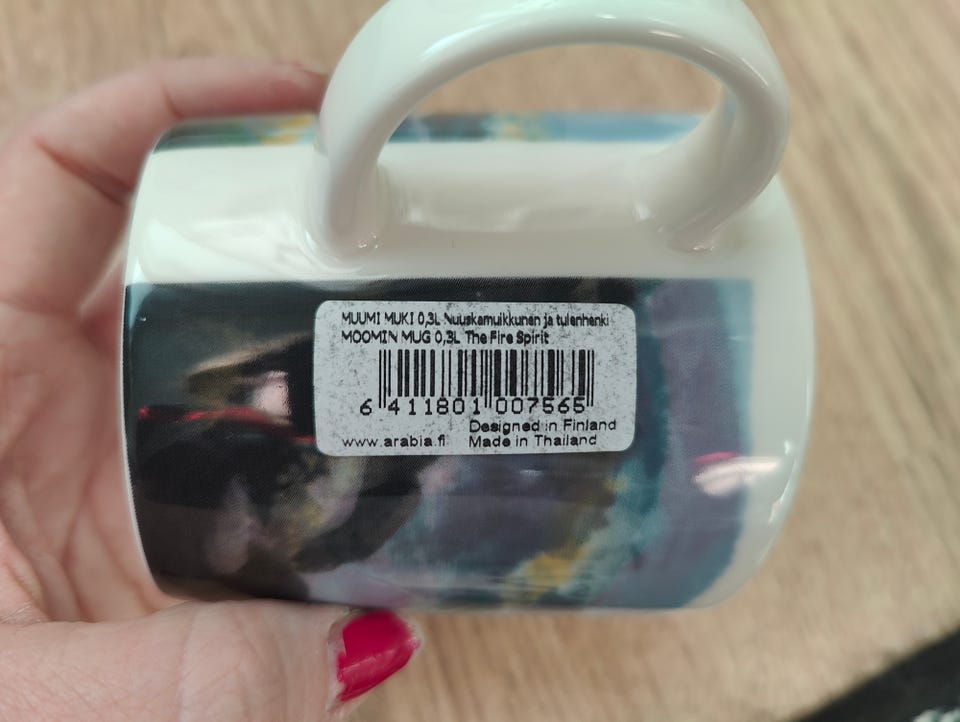 MUUMI MUKI 0,3L Nuuskamuikkunen ja tulenhenki
MOOMIN MUG 0,3L The Fire Spirit
6 411801 007565
Designed in Finland
www.arabia.fi Made in Thailand